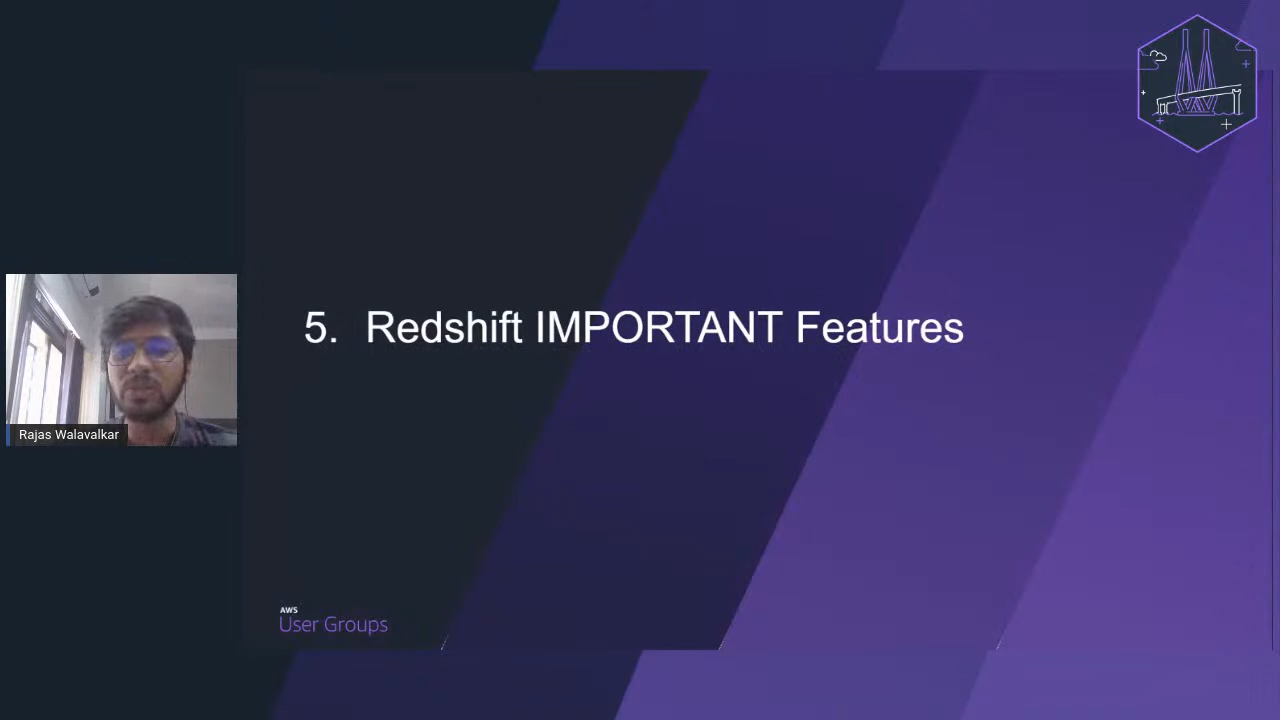 5. Redshift IMPORTANT Features
Rajas Walavalkar
AWS
User Groups